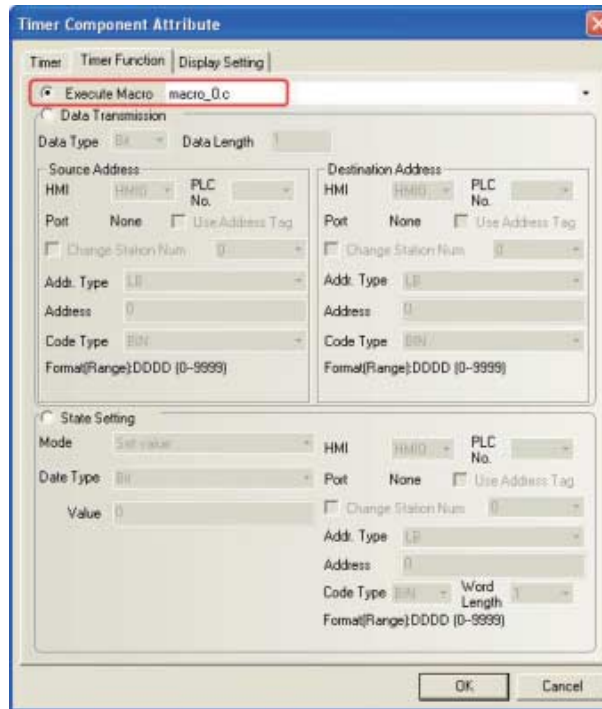 Timer Component Attribute
Timer Timer Function Display Setting
Execute Macro macro_0.c
Data Transmission
Data Type Bit Data Length 1
Source Address
HMI HMI0 PLC No.
Port None Use Address Tag
Change Station Num 0
Addr. Type LB
Address 0
Code Type BIN
Format(Range):DDDD (0~9999)
Destination Address
HMI HMI0 PLC No.
Port None Use Address Tag
Change Station Num 0
Addr. Type LB
Address 0
Code Type BIN
Format(Range):DDDD (0~9999)
State Setting
Mode Set value
Date Type Bit
Value 0
HMI HMI0 PLC No.
Port None Use Address Tag
Change Station Num 0
Addr. Type LB
Address 0
Code Type BIN Word Length 1
Format(Range):DDDD (0~9999)
OK Cancel